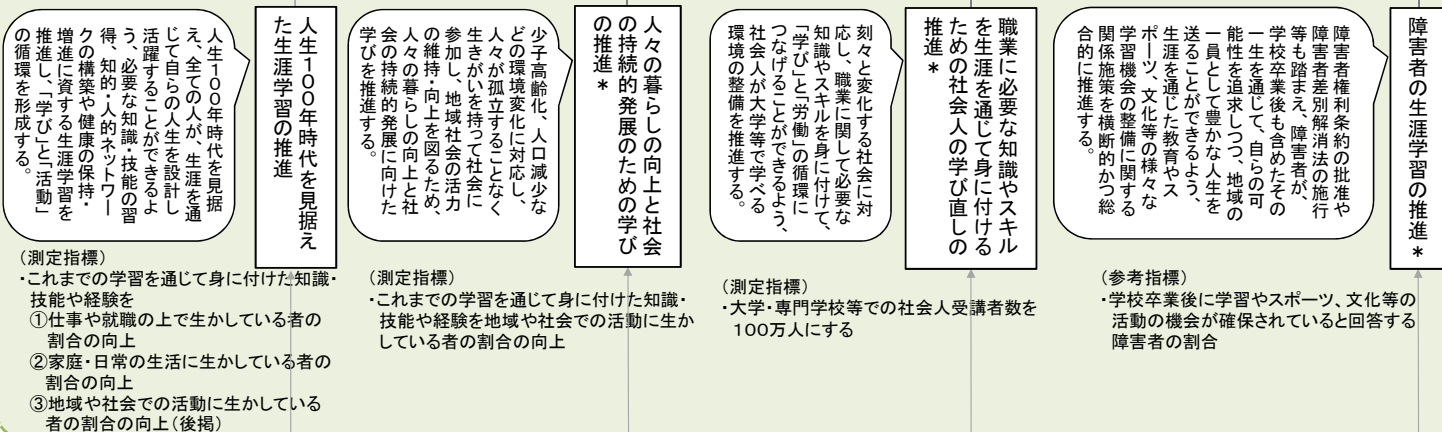 人生１００年時代を見据え
た生涯学習の推進
人生１００年時代を見据
え、全ての人が、生涯を通
じて自らの人生を設計し
活躍することができるよ
う、必要な知識・技能の習
得、知的・人的ネットワー
クの構築や健康の保持・
増進に資する生涯学習を
推進し、「学び」と「活動」
の循環を形成する。
（測定指標）
・これまでの学習を通じて身に付けた知識・
技能や経験を
①仕事や就職の上で生かしている者の
割合の向上
②家庭・日常の生活に生かしている者の
割合の向上
③地域や社会での活動に生かしている
者の割合の向上（後掲）
人々の暮らしの向上と社会
の持続的発展のための学び
の推進＊
少子高齢化、人口減少な
どの環境変化に対応し、
人々が孤立することなく
生きがいを持って社会に
参加し、地域社会の活力
の維持・向上を図るため、
人々の暮らしの向上と社
会の持続的発展に向けた
学びを推進する。
（測定指標）
・これまでの学習を通じて身に付けた知識・
技能や経験を地域や社会での活動に生か
している者の割合の向上
職業に必要な知識やスキル
を生涯を通じて身に付ける
ための社会人の学び直しの
推進＊
刻々と変化する社会に対
応し、職業に関して必要な
知識やスキルを身に付けて、
「学び」と「労働」の循環に
つなげることができるよう、
社会人が大学等で学べる
環境の整備を推進する。
（測定指標）
・大学・専門学校等での社会人受講者数を
１００万人にする
障害者の生涯学習の推進＊
障害者権利条約の批准や
障害者差別解消法の施行
等も踏まえ、障害者が、
学校卒業後も含めたその
一生を通じて、自らの可
能性を追求しつつ、地域の
一員として豊かな人生を
送ることができるよう、
生涯を通じた教育やス
ポーツ、文化等の様々な
学習機会の整備に関する
関係施策を横断的かつ総
合的に推進する。
（参考指標）
・学校卒業後に学習やスポーツ、文化等の
活動の機会が確保されていると回答する
障害者の割合